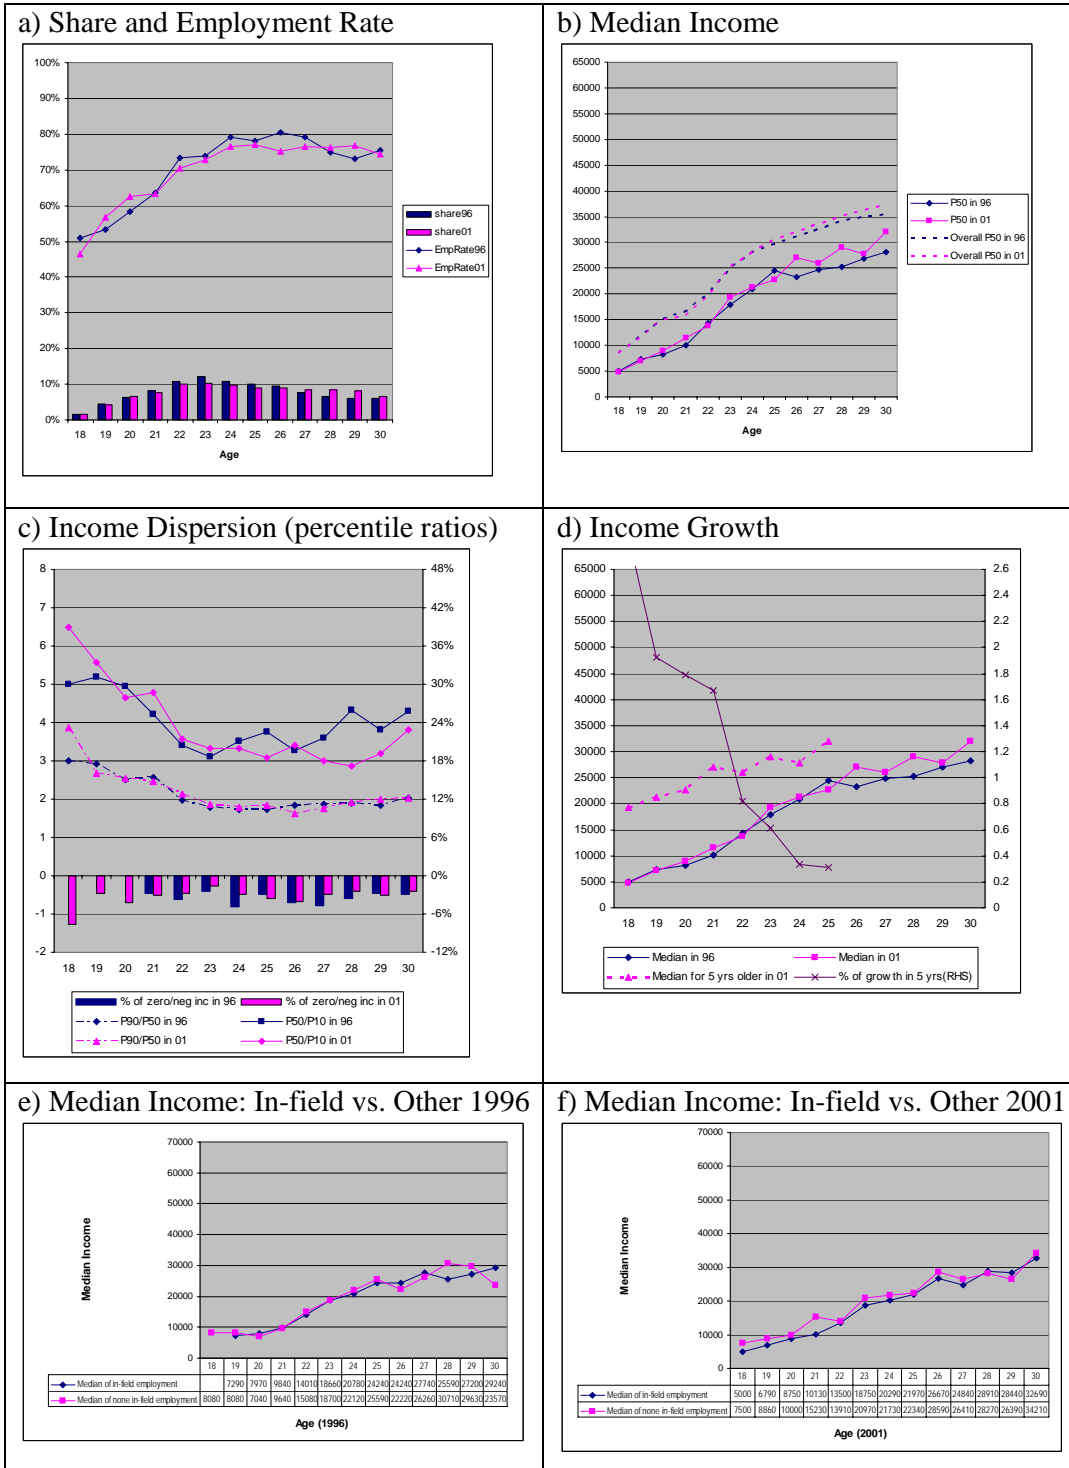 a) Share and Employment Rate
100%
90%
80%
70%
60%
50%
40%
30%
20%
10%
0%
18 19 20 21 22 23 24 25 26 27 28 29 30
Age
share96
share01
EmpRate96
EmpRate01
b) Median Income
65000
60000
55000
50000
45000
40000
35000
30000
25000
20000
15000
10000
5000
0
18 19 20 21 22 23 24 25 26 27 28 29 30
Age
P50 in 96
P50 in 01
Overall P50 in 96
Overall P50 in 01
c) Income Dispersion (percentile ratios)
8 48%
7 42%
6 36%
5 30%
4 24%
3 18%
2 12%
1 6%
0 0%
-1 -6%
-2 -12%
18 19 20 21 22 23 24 25 26 27 28 29 30
% of zero/neg inc in 96 % of zero/neg inc in 01
P90/P50 in 96 P50/P10 in 96
P90/P50 in 01 P50/P10 in 01
d) Income Growth
65000 2.6
60000 2.4
55000 2.2
50000 2
45000 1.8
40000 1.6
35000 1.4
30000 1.2
25000 1
20000 0.8
15000 0.6
10000 0.4
5000 0.2
0 0
18 19 20 21 22 23 24 25 26 27 28 29 30
Median in 96 Median in 01
Median for 5 yrs older in 01 % of growth in 5 yrs(RHS)
e) Median Income: In-field vs. Other 1996
Median Income
70000
60000
50000
40000
30000
20000
10000
0
18 19 20 21 22 23 24 25 26 27 28 29 30
Median of in-field employment 7290 7970 9840 14010 18660 20780 24240 24240 27740 25590 27200 29240
Median of none in-field employment 8080 8080 7040 9640 15080 18700 22120 25590 22220 26260 30710 29630 23570
Age (1996)
f) Median Income: In-field vs. Other 2001
Median Income
70000
60000
50000
40000
30000
20000
10000
0
18 19 20 21 22 23 24 25 26 27 28 29 30
Median of in-field employment 5000 6790 8750 10130 13500 18750 20290 21970 26670 24840 28910 28440 32690
Median of none in-field employment 7500 8860 10000 15230 13910 20970 21730 22340 28590 26410 28270 26390 34210
Age (2001)